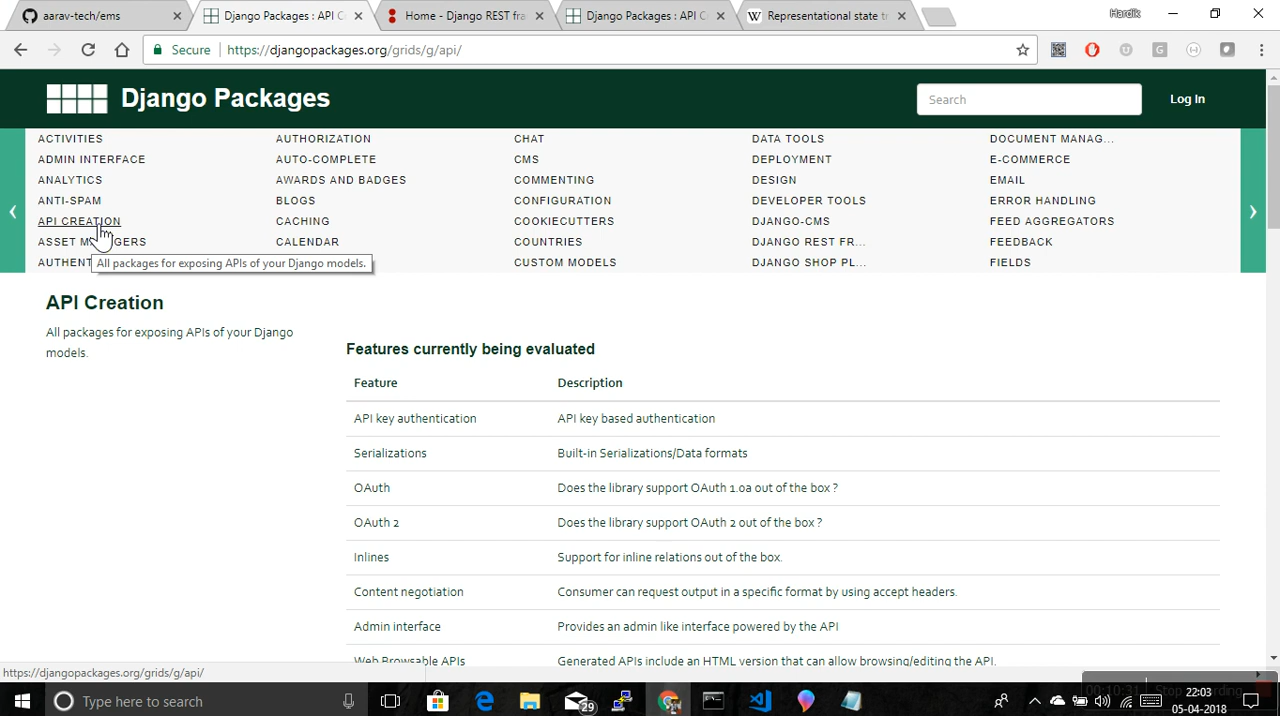 aarav-tech/ems
Django Packages : API C
Home - Django REST fra
Django Packages : API C
W Representational state t
Hardik
Secure https://djangopackages.org/grids/g/api/
Django Packages
Search
Log In
ACTIVITIES AUTHORIZATION CHAT DATA TOOLS DOCUMENT MANAG...
ADMIN INTERFACE AUTO-COMPLETE CMS DEPLOYMENT E-COMMERCE
ANALYTICS AWARDS AND BADGES COMMENTING DESIGN EMAIL
ANTI-SPAM BLOGS CONFIGURATION DEVELOPER TOOLS ERROR HANDLING
API CREATION CACHING COOKIECUTTERS DJANGO-CMS FEED AGGREGATORS
ASSET M GERS CALENDAR COUNTRIES DJANGO REST FR... FEEDBACK
AUTHENT CUSTOM MODELS DJANGO SHOP PL... FIELDS
All packages for exposing APIs of your Django models.
API Creation
All packages for exposing APIs of your Django
models.
Features currently being evaluated
Feature Description
API key authentication API key based authentication
Serializations Built-in Serializations/Data formats
OAuth Does the library support OAuth 1.0a out of the box ?
OAuth 2 Does the library support OAuth 2 out of the box ?
Inlines Support for inline relations out of the box.
Content negotiation Consumer can request output in a specific format by using accept headers.
Admin interface Provides an admin like interface powered by the API
Web Browsable APIs Generated APIs include an HTML version that can allow browsing/editing the API.
https://djangopackages.org/grids/g/api/
Type here to search
29
00:10:31 Stop recording
22:03
05-04-2018